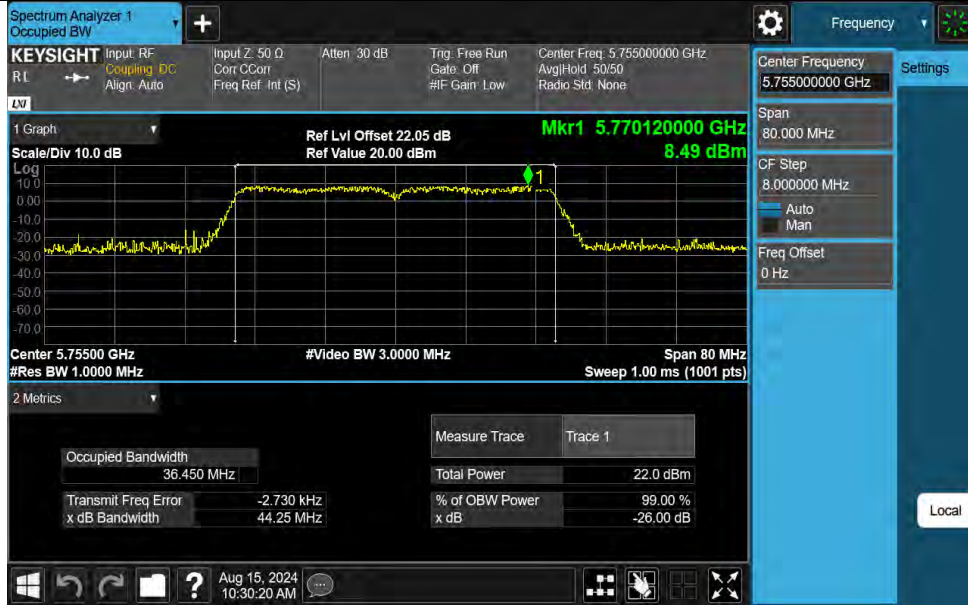 Spectrum Analyzer 1
Occupied BW
+
Frequency
KEYSIGHT
RL
LXI
Input: RF
Coupling: DC
Align: Auto
Input Z: 50 Ω
Corr CCorr
Freq Ref: Int (S)
Atten: 30 dB
Trig: Free Run
Gate: Off
#IF Gain: Low
Center Freq: 5.755000000 GHz
Avg|Hold: 50/50
Radio Std: None
Center Frequency
5.755000000 GHz
Settings
Span
80.000 MHz
CF Step
8.000000 MHz
Auto
Man
Freq Offset
0 Hz
1 Graph
Scale/Div 10.0 dB
Ref Lvl Offset 22.05 dB
Ref Value 20.00 dBm
Mkr1 5.770120000 GHz
8.49 dBm
Log
10.0
0.00
-10.0
-20.0
-30.0
-40.0
-50.0
-60.0
-70.0
1
Center 5.75500 GHz
#Res BW 1.0000 MHz
#Video BW 3.0000 MHz
Span 80 MHz
Sweep 1.00 ms (1001 pts)
2 Metrics
Measure Trace Trace 1
Occupied Bandwidth
36.450 MHz
Total Power 22.0 dBm
Transmit Freq Error -2.730 kHz
% of OBW Power 99.00 %
x dB Bandwidth 44.25 MHz
x dB -26.00 dB
Local
?
Aug 15, 2024
10:30:20 AM